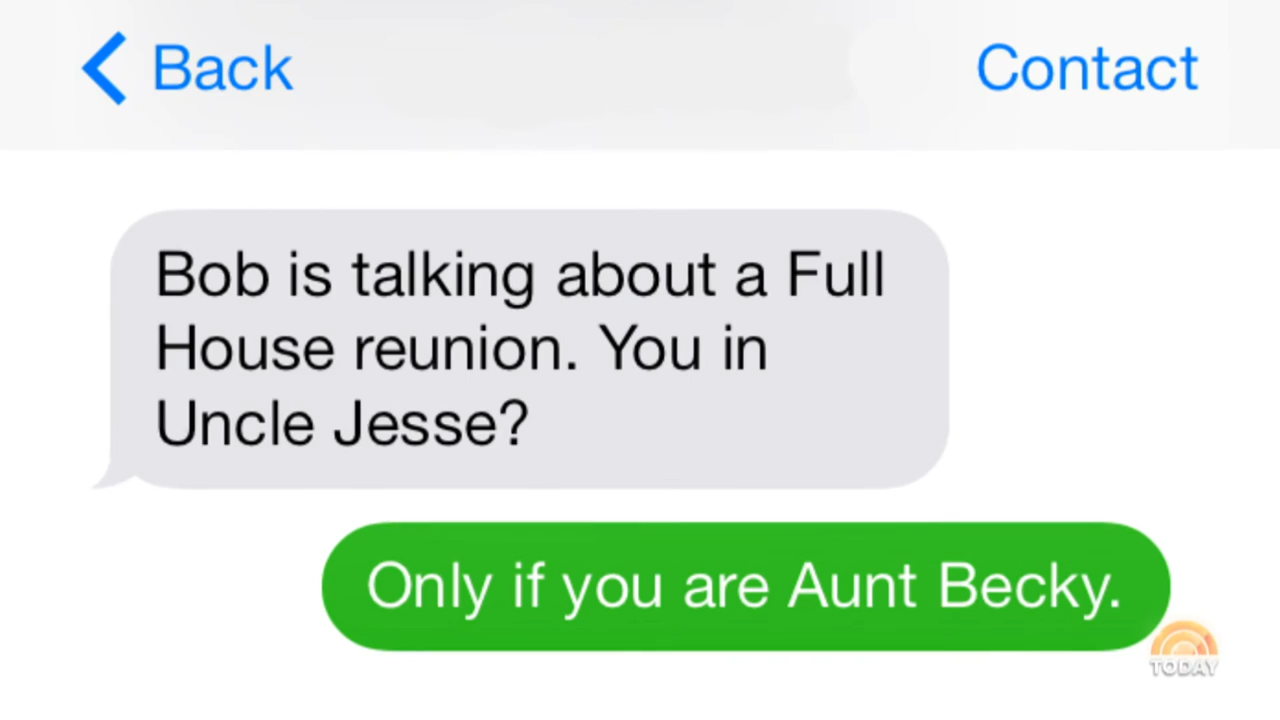 Back
Contact
Bob is talking about a Full
House reunion. You in
Uncle Jesse?
Only if you are Aunt Becky.
TODAY